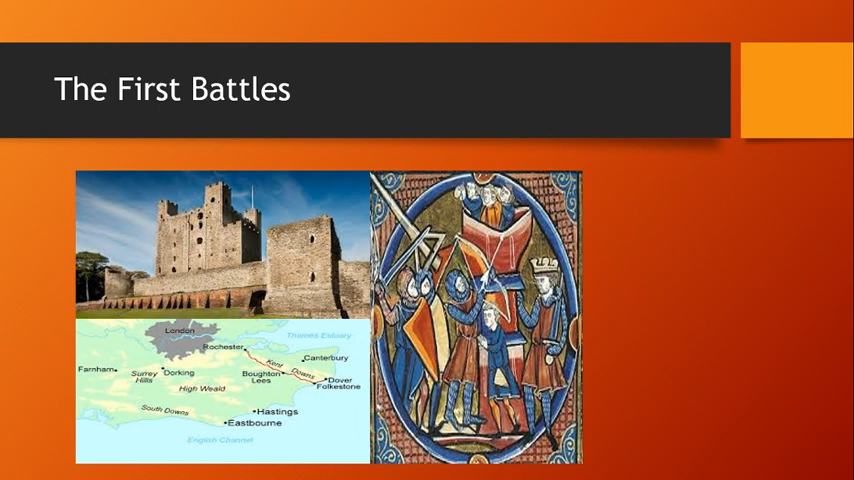 The First Battles
London
Thames Estuary
Rochester
Canterbury
Kent Downs
Farnham
Surrey
Hills
Dorking
Boughton
Lees
Dover
Folkestone
High Weald
South Downs
Hastings
Eastbourne
English Channel